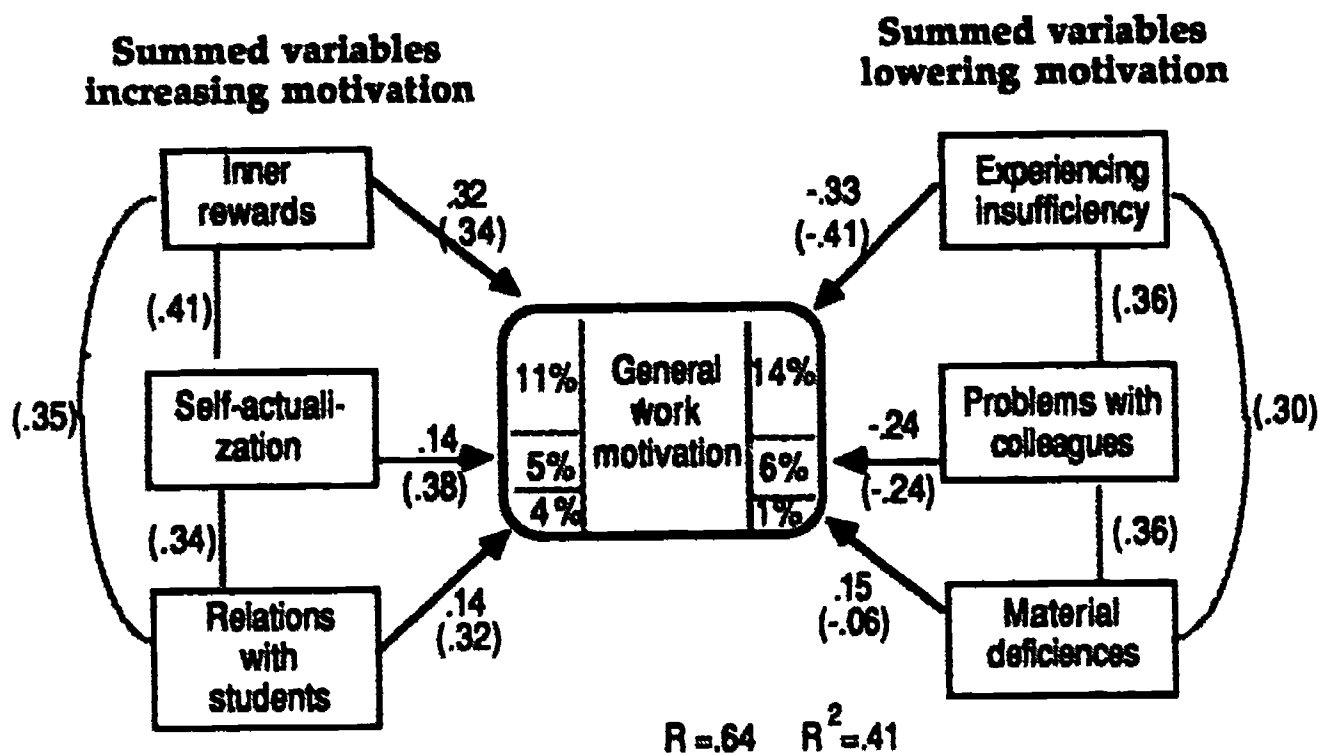 Summed variables
increasing motivation
Summed variables
lowering motivation
Inner
rewards
.32
(.34)
-.33
(-.41)
Experiencing
insufficiency
(.41)
(.36)
(.35)
Self-actuali-
zation
.14
(.38)
11%
5%
4%
General
work
motivation
14%
6%
1%
-.24
(-.24)
Problems with
colleagues
(.30)
(.34)
(.36)
Relations
with
students
.14
(.32)
.15
(-.06)
Material
deficiences
R =.64 R²=.41